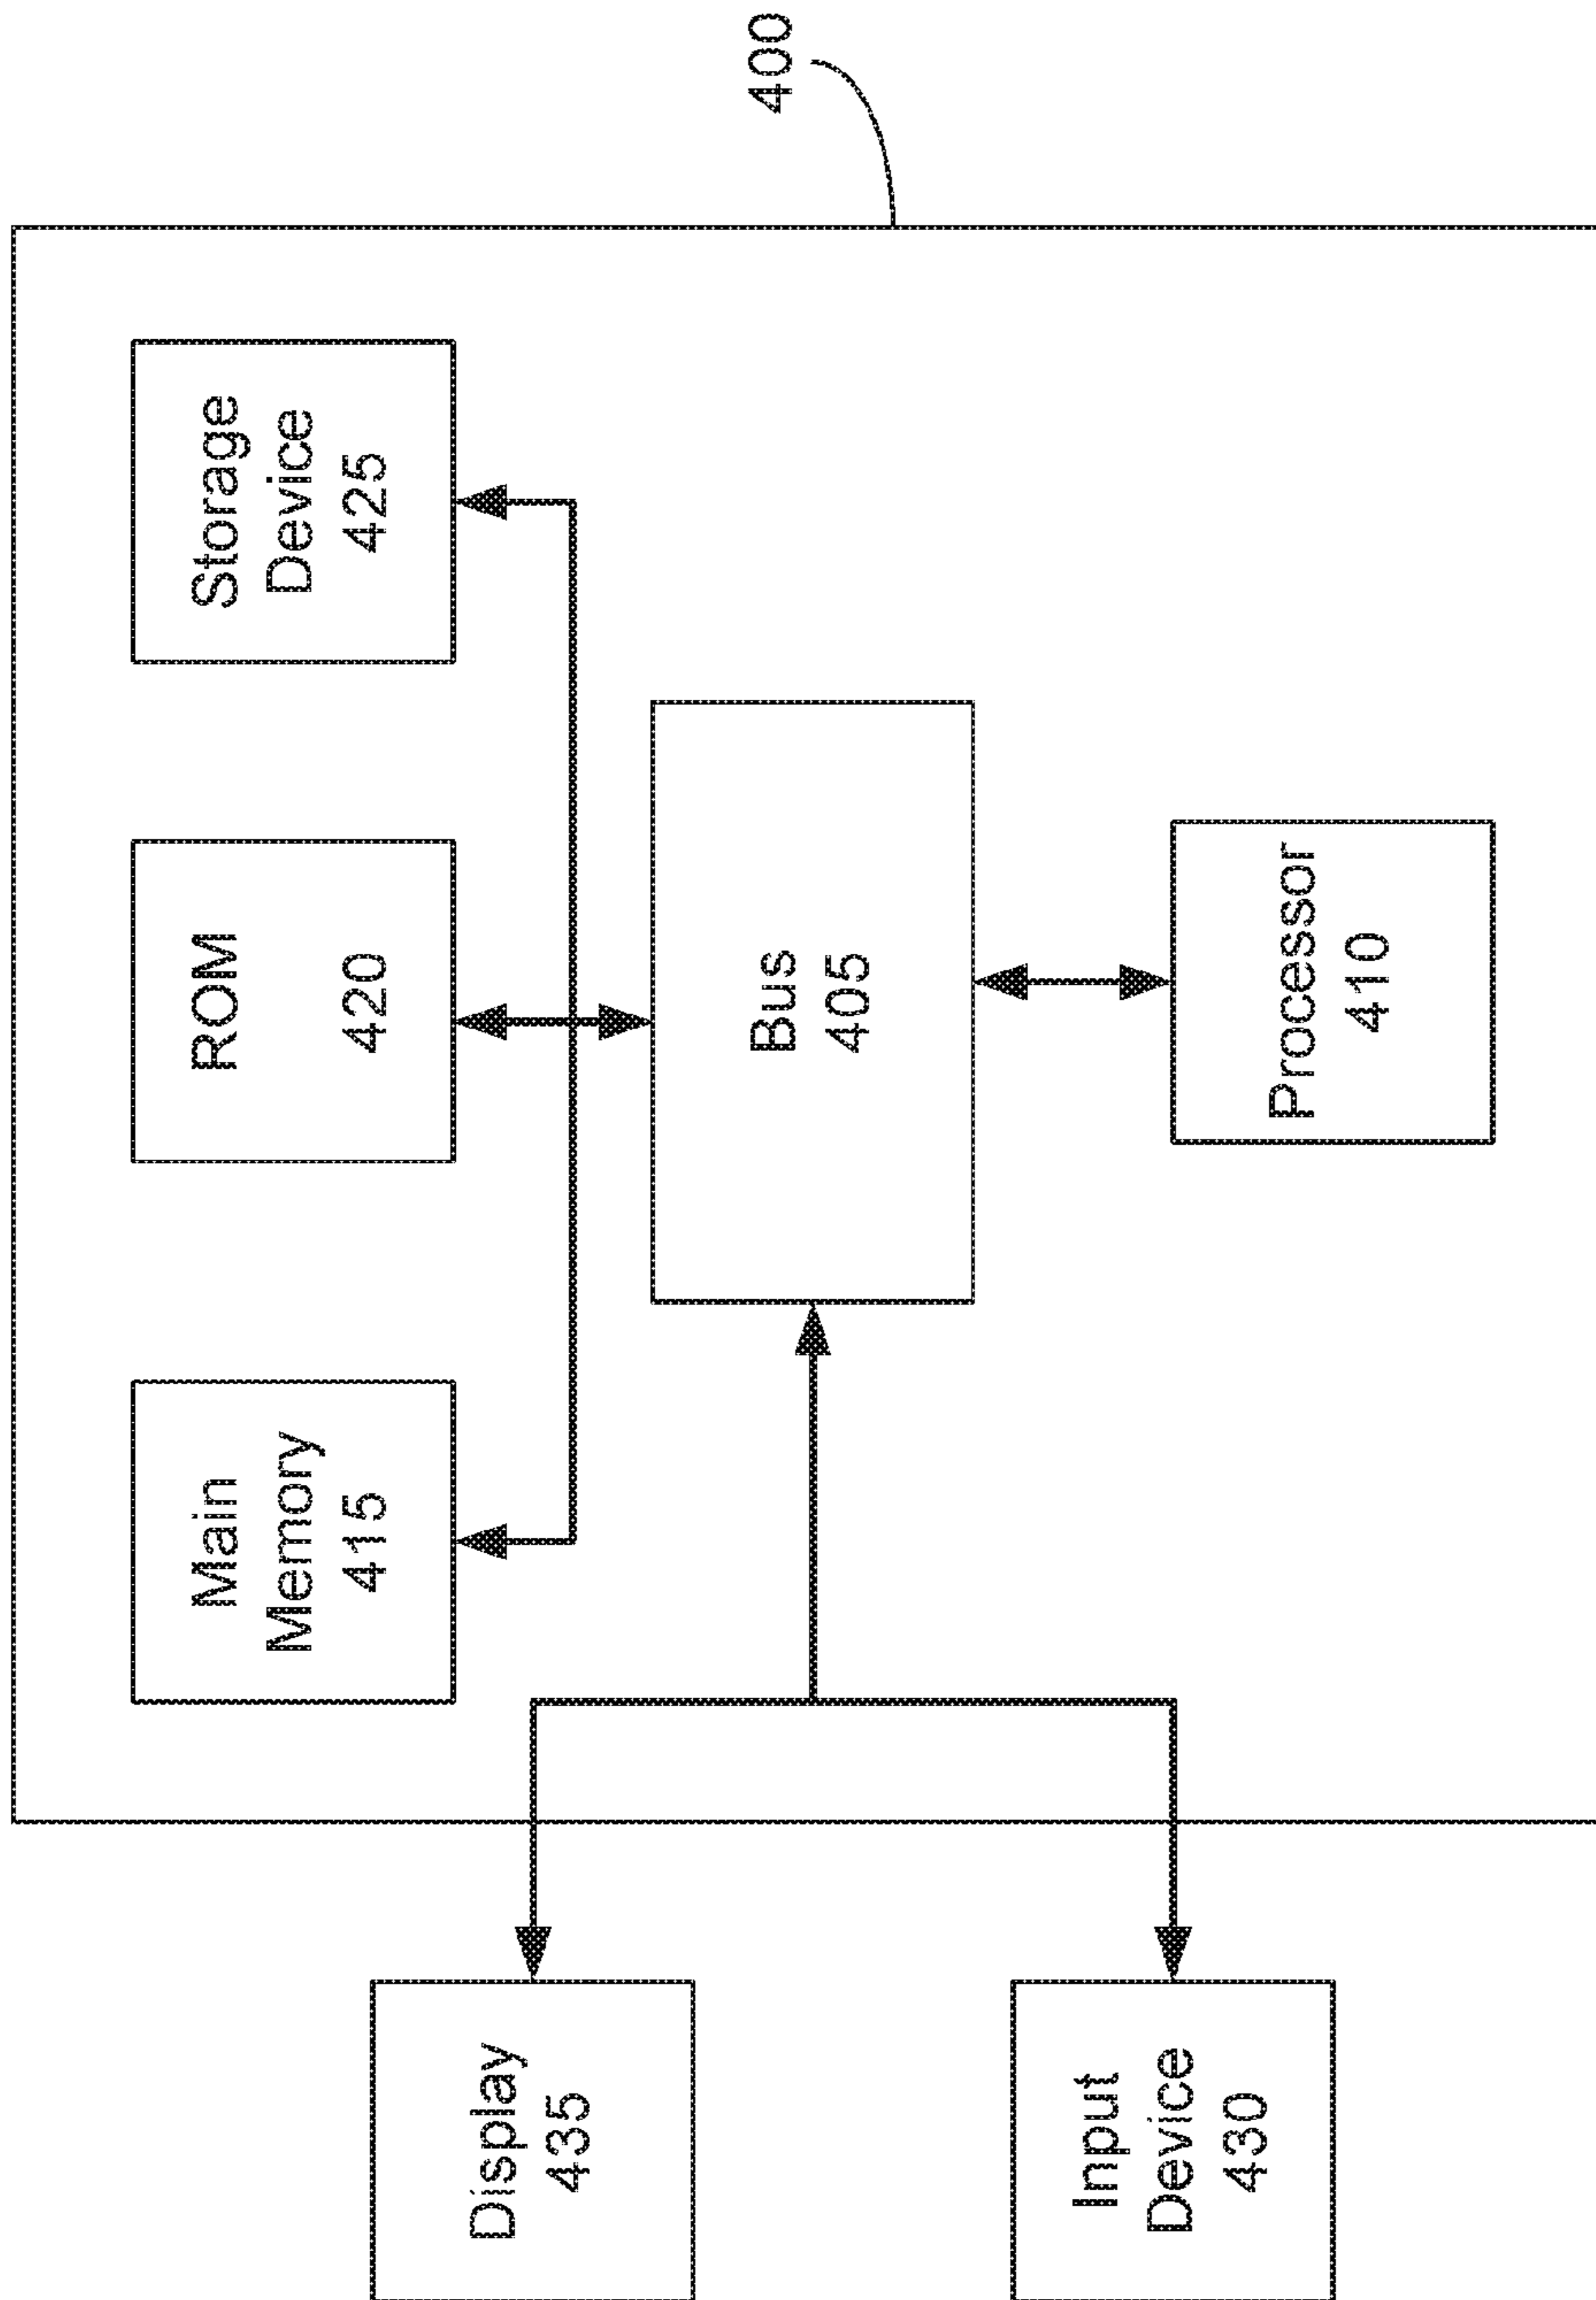 400
Main
Memory
415
ROM
420
Storage
Device
425
Display
435
Bus
405
Input
Device
430
Processor
410